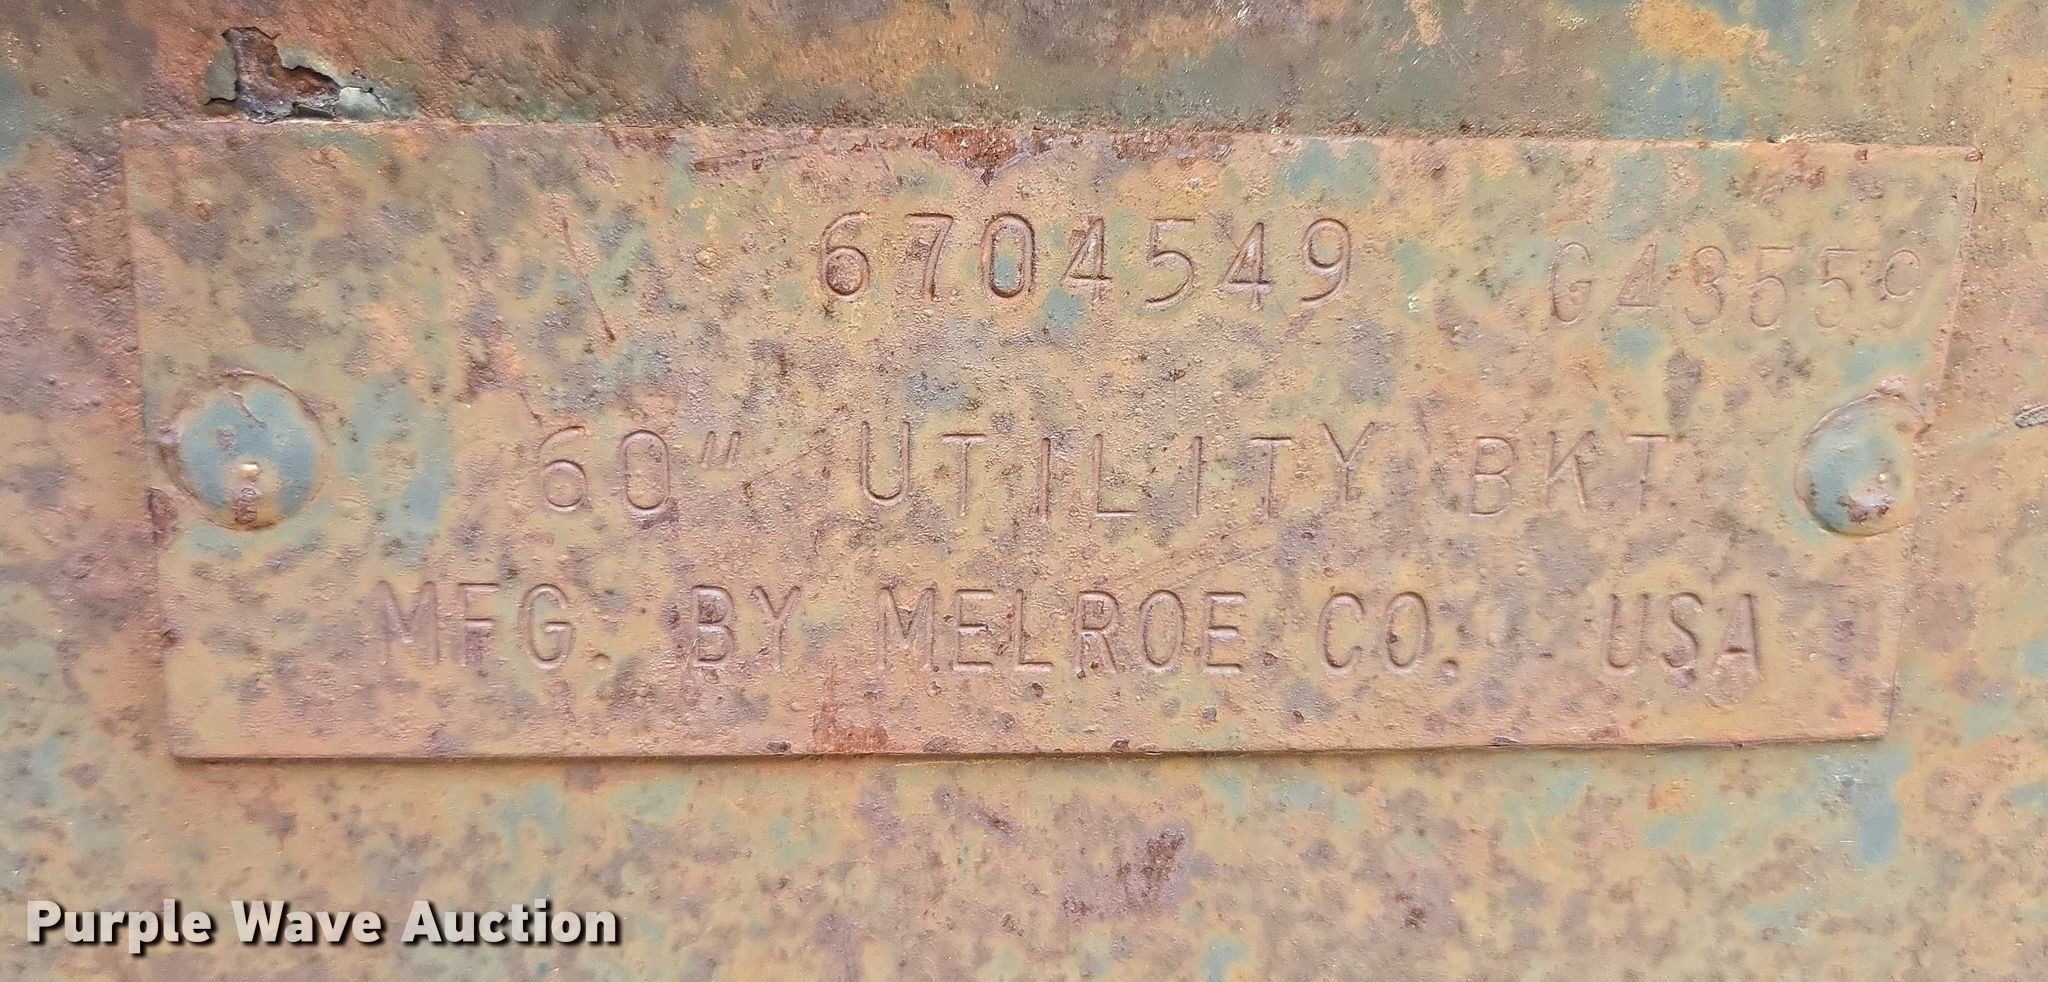 6704549 G43559
60" UTILITY BKT
MFG. BY MELROE CO. USA
Purple Wave Auction